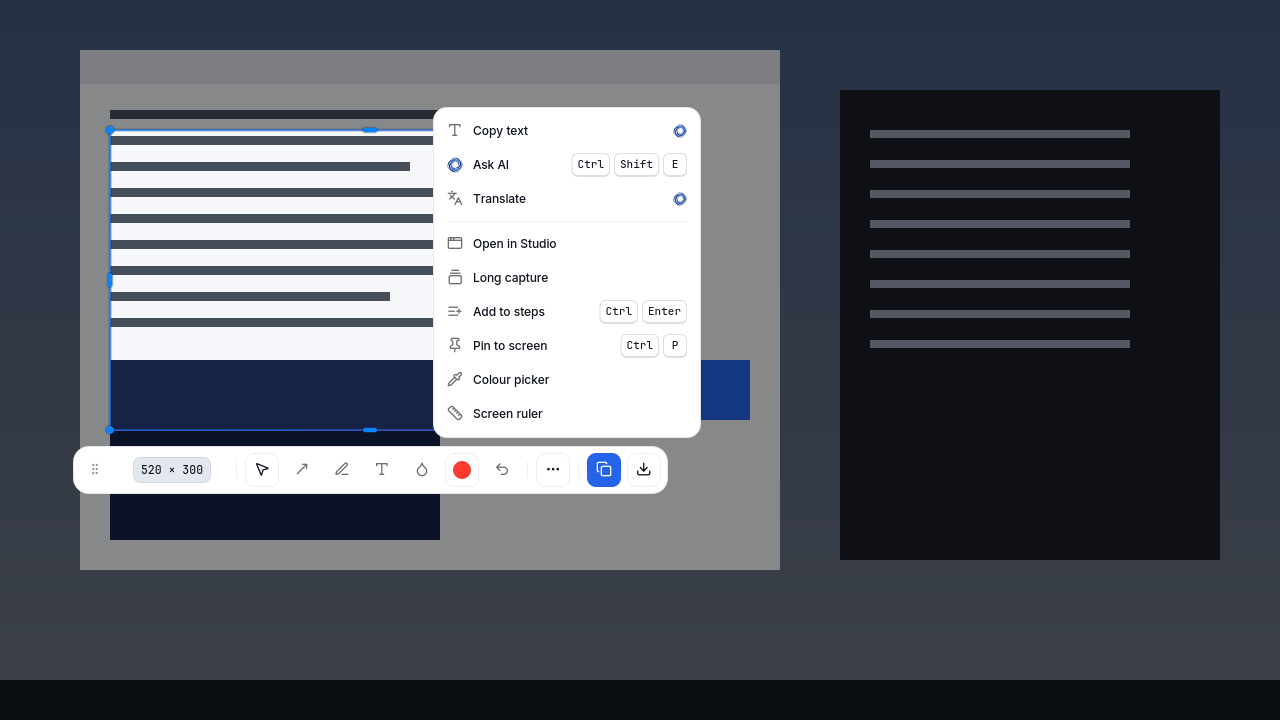 Copy text
Ask AI Ctrl Shift E
Translate
Open in Studio
Long capture
Add to steps Ctrl Enter
Pin to screen Ctrl P
Colour picker
Screen ruler
520 × 300